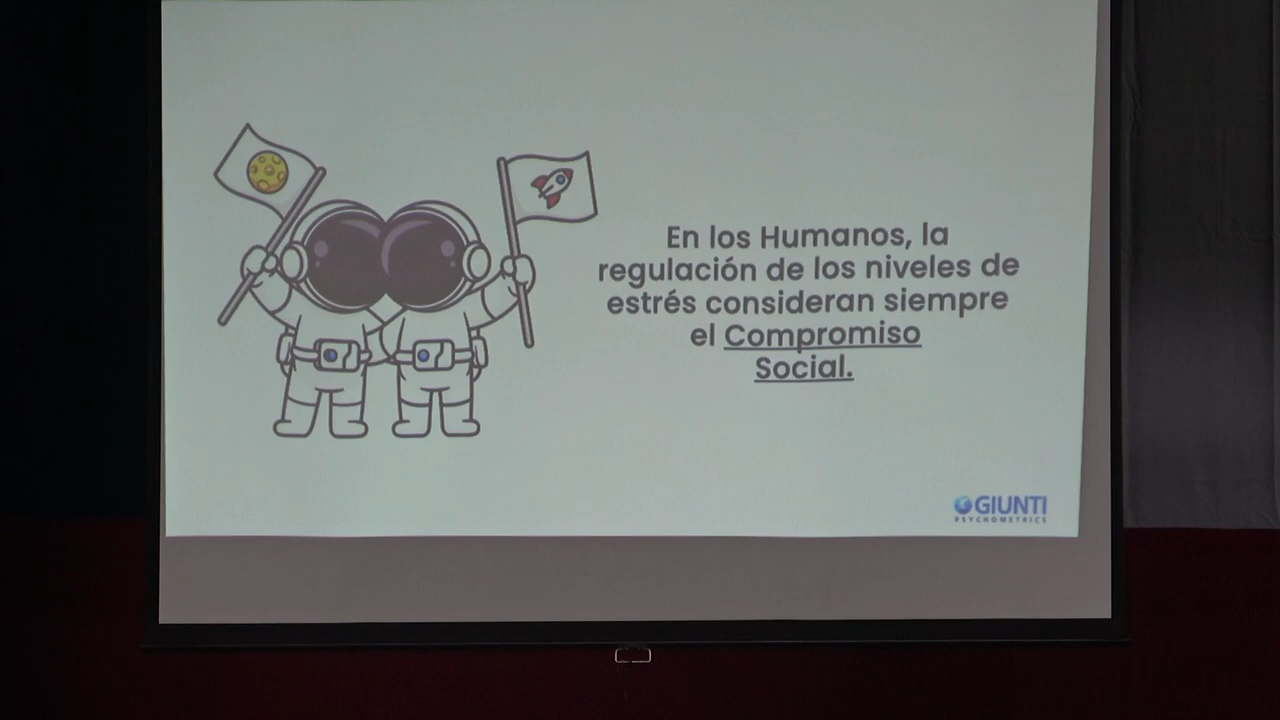 En los Humanos, la
regulación de los niveles de
estrés consideran siempre
el Compromiso
Social.
GIUNTI
PSYCHOMETRICS